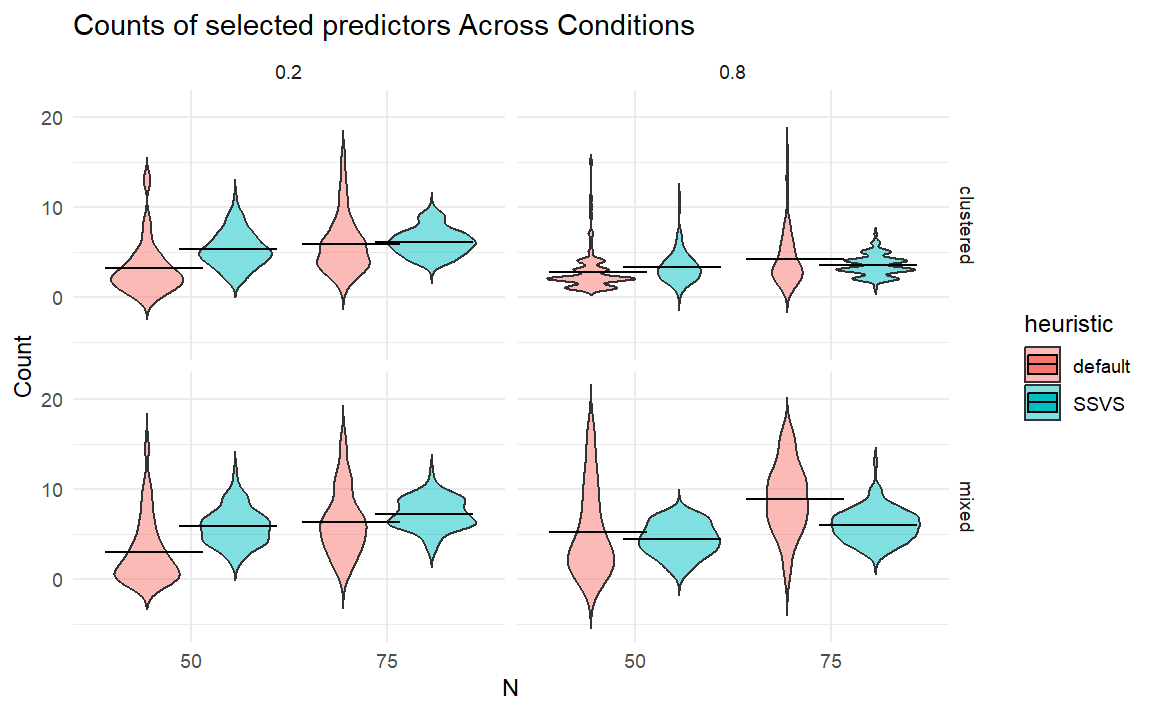 Counts of selected predictors Across Conditions
0.2
0.8
20
10
0
clustered
20
10
0
mixed
Count
50
75
50
75
N
heuristic
default
SSVS